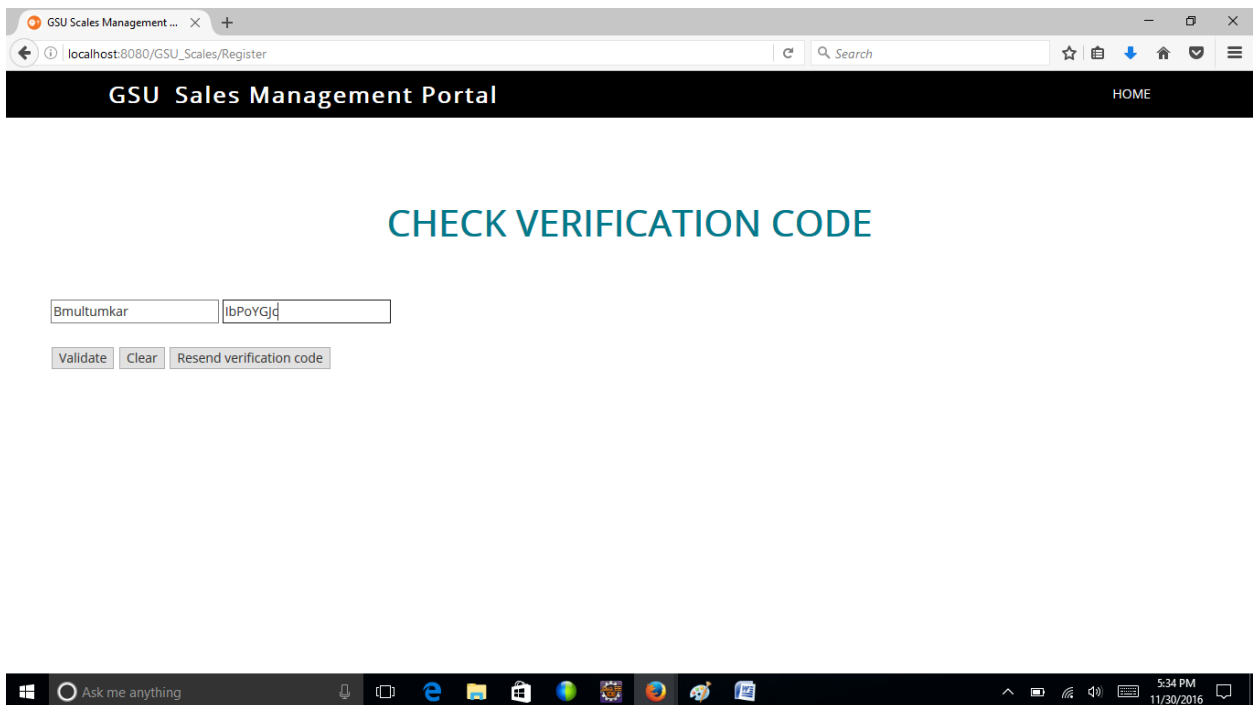 GSU Scales Management ...
localhost:8080/GSU_Scales/Register
Search
GSU Sales Management Portal
HOME
CHECK VERIFICATION CODE
Bmultumkar
IbPoYGJc
Validate Clear Resend verification code
Ask me anything
5:34 PM
11/30/2016